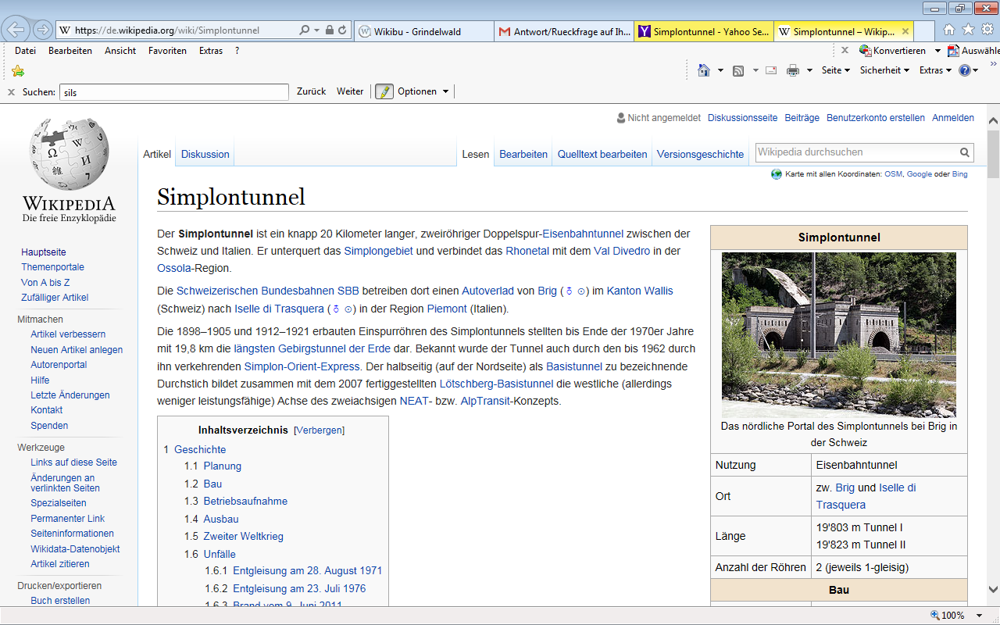 https://de.wikipedia.org/wiki/Simplontunnel
Wikibu - Grindelwald
Antwort/Rueckfrage auf Ih...
Simplontunnel - Yahoo Se...
Simplontunnel – Wikip...
Datei Bearbeiten Ansicht Favoriten Extras ?
Konvertieren
Auswähle
Seite Sicherheit Extras
Suchen: sils Zurück Weiter Optionen
Nicht angemeldet Diskussionsseite Beiträge Benutzerkonto erstellen Anmelden
Artikel Diskussion Lesen Bearbeiten Quelltext bearbeiten Versionsgeschichte Wikipedia durchsuchen
Karte mit allen Koordinaten: OSM, Google oder Bing
WIKIPEDIA
Die freie Enzyklopädie
Hauptseite
Themenportale
Von A bis Z
Zufälliger Artikel
Mitmachen
Artikel verbessern
Neuen Artikel anlegen
Autorenportal
Hilfe
Letzte Änderungen
Kontakt
Spenden
Werkzeuge
Links auf diese Seite
Änderungen an
verlinkten Seiten
Spezialseiten
Permanenter Link
Seiteninformationen
Wikidata-Datenobjekt
Artikel zitieren
Drucken/exportieren
Buch erstellen
Simplontunnel
Der Simplontunnel ist ein knapp 20 Kilometer langer, zweiröhriger Doppelspur-Eisenbahntunnel zwischen der
Schweiz und Italien. Er unterquert das Simplongebiet und verbindet das Rhonetal mit dem Val Divedro in der
Ossola-Region.
Die Schweizerischen Bundesbahnen SBB betreiben dort einen Autoverlad von Brig (♁ ⊙) im Kanton Wallis
(Schweiz) nach Iselle di Trasquera (♁ ⊙) in der Region Piemont (Italien).
Die 1898–1905 und 1912–1921 erbauten Einspurröhren des Simplontunnels stellten bis Ende der 1970er Jahre
mit 19,8 km die längsten Gebirgstunnel der Erde dar. Bekannt wurde der Tunnel auch durch den bis 1962 durch
ihn verkehrenden Simplon-Orient-Express. Der halbseitig (auf der Nordseite) als Basistunnel zu bezeichnende
Durchstich bildet zusammen mit dem 2007 fertiggestellten Lötschberg-Basistunnel die westliche (allerdings
weniger leistungsfähige) Achse des zweiachsigen NEAT- bzw. AlpTransit-Konzepts.
Inhaltsverzeichnis [Verbergen]
1 Geschichte
1.1 Planung
1.2 Bau
1.3 Betriebsaufnahme
1.4 Ausbau
1.5 Zweiter Weltkrieg
1.6 Unfälle
1.6.1 Entgleisung am 28. August 1971
1.6.2 Entgleisung am 23. Juli 1976
1.6.3 Brand vom 9. Juni 2011
Simplontunnel
Das nördliche Portal des Simplontunnels bei Brig in
der Schweiz
Nutzung Eisenbahntunnel
Ort zw. Brig und Iselle di
Trasquera
Länge 19'803 m Tunnel I
19'823 m Tunnel II
Anzahl der Röhren 2 (jeweils 1-gleisig)
Bau
100%